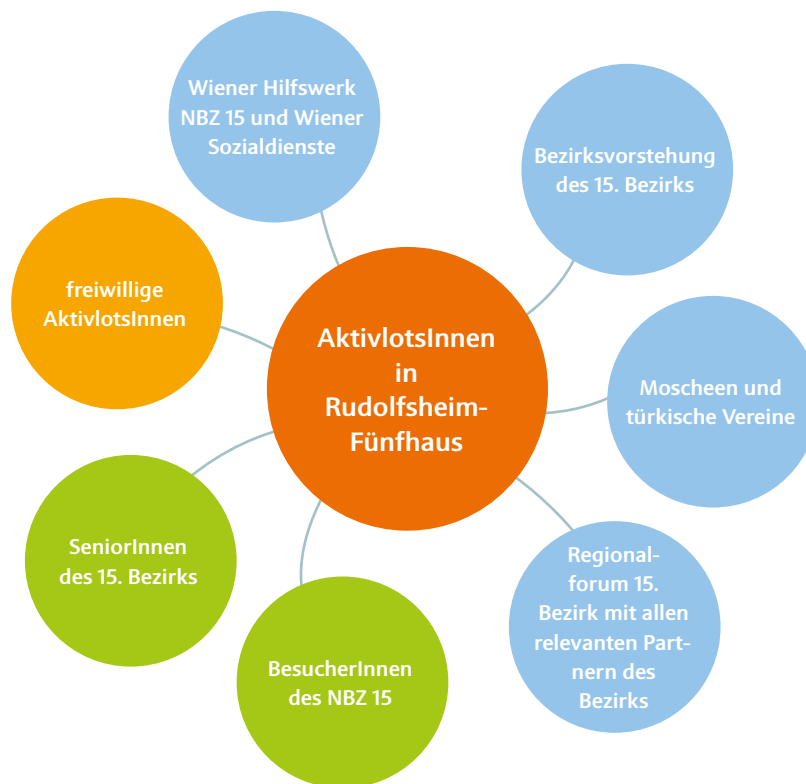 Wiener Hilfswerk
NBZ 15 und Wiener
Sozialdienste
Bezirksvorstehung
des 15. Bezirks
freiwillige
AktivlotsInnen
AktivlotsInnen
in
Rudolfsheim-
Fünfhaus
Moscheen und
türkische Vereine
SeniorInnen
des 15. Bezirks
Regional-
forum 15.
Bezirk mit allen
relevanten Part-
nern des
Bezirks
BesucherInnen
des NBZ 15